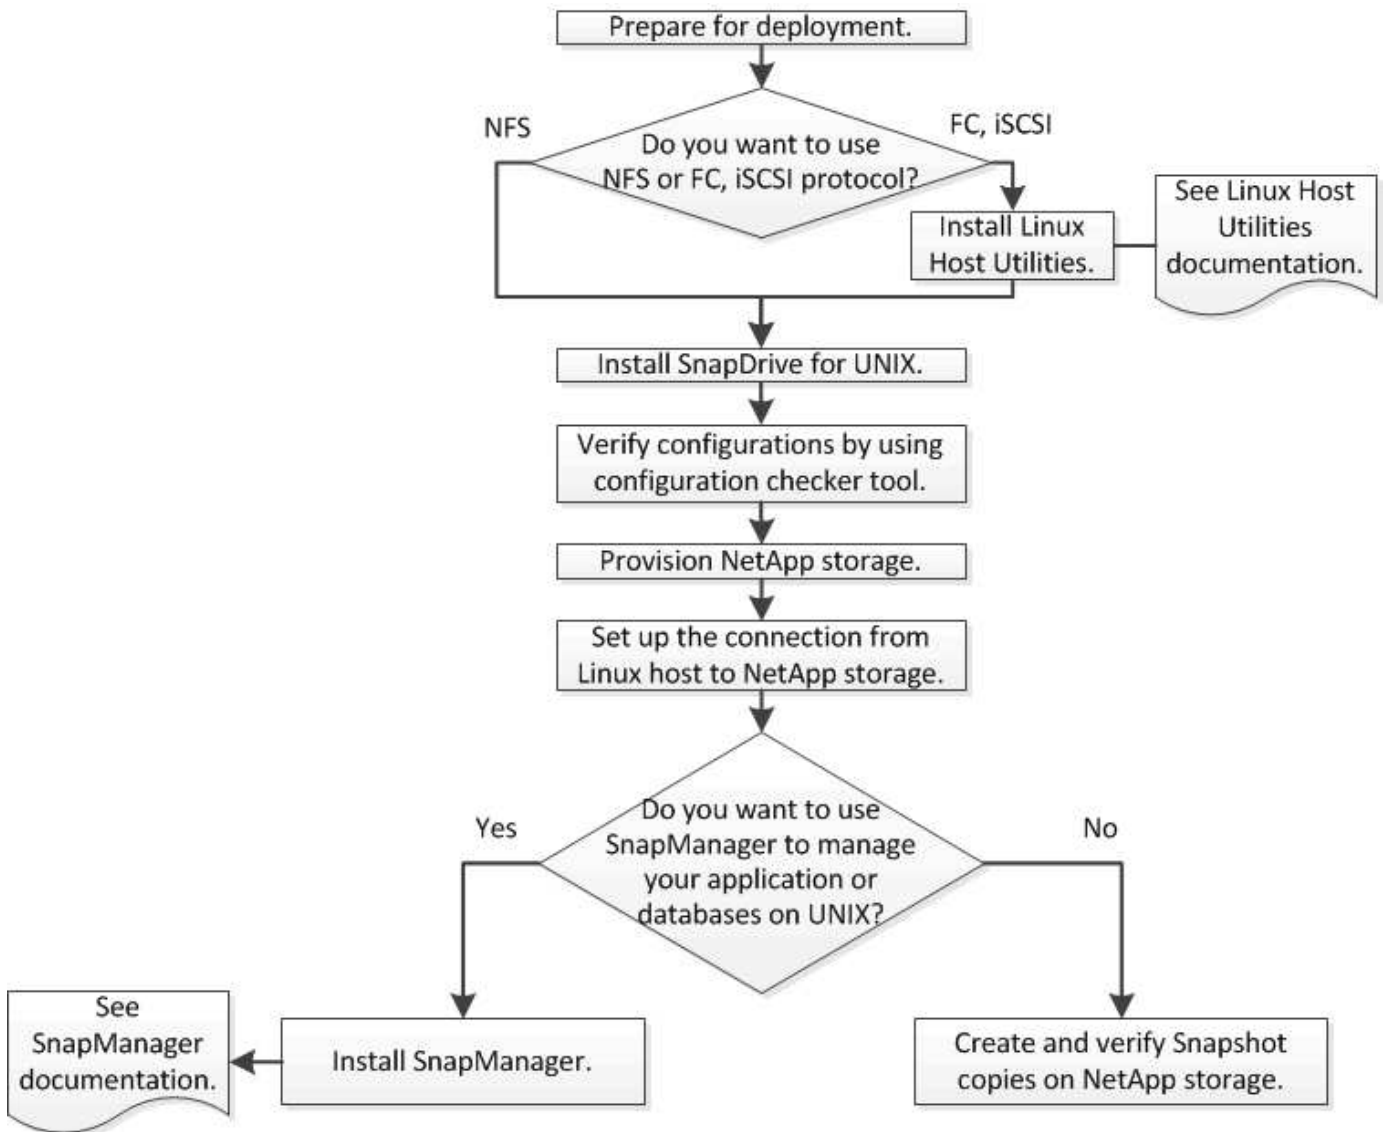 Prepare for deployment.
NFS
FC, iSCSI
Do you want to use
NFS or FC, iSCSI protocol?
Install Linux
Host Utilities.
See Linux Host
Utilities
documentation.
Install SnapDrive for UNIX.
Verify configurations by using
configuration checker tool.
Provision NetApp storage.
Set up the connection from
Linux host to NetApp storage.
Do you want to use
SnapManager to manage
your application or
databases on UNIX?
Yes
No
See
SnapManager
documentation.
Install SnapManager.
Create and verify Snapshot
copies on NetApp storage.